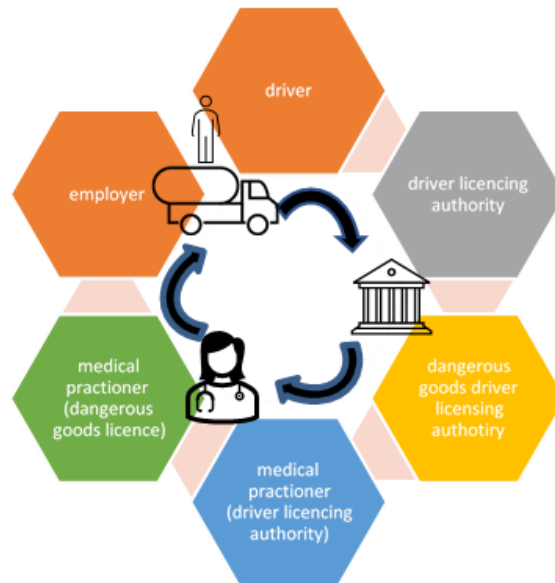 driver
employer
driver licencing
authority
medical
practioner
(dangerous
goods licence)
dangerous
goods driver
licensing
authotiry
medical
practitioner
(driver licencing
authority)